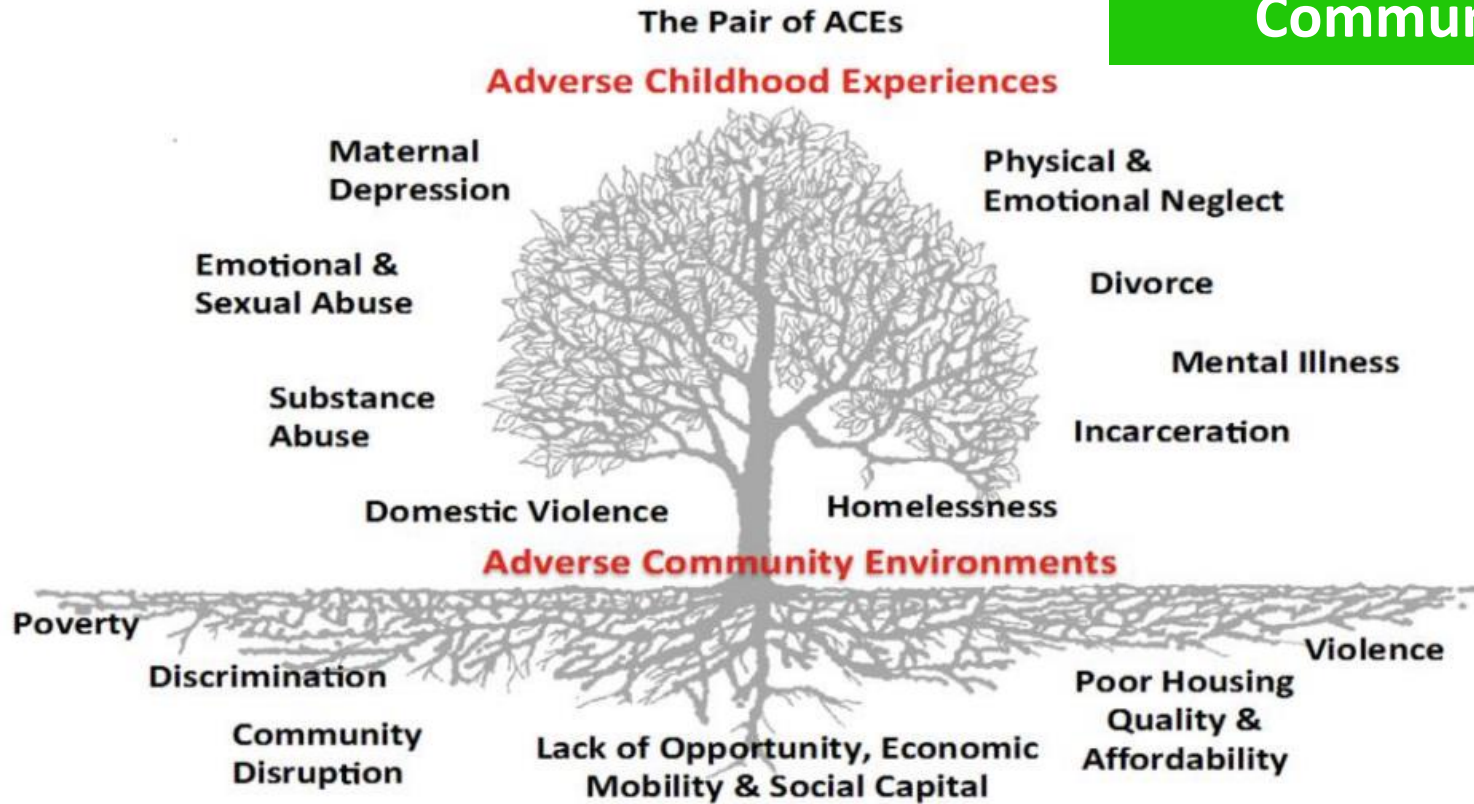 The Pair of ACEs
Commun
Adverse Childhood Experiences
Maternal
Depression
Physical &
Emotional Neglect
Emotional &
Sexual Abuse
Divorce
Mental Illness
Substance
Abuse
Incarceration
Domestic Violence
Homelessness
Adverse Community Environments
Poverty
Violence
Discrimination
Poor Housing
Quality &
Affordability
Community
Disruption
Lack of Opportunity, Economic
Mobility & Social Capital